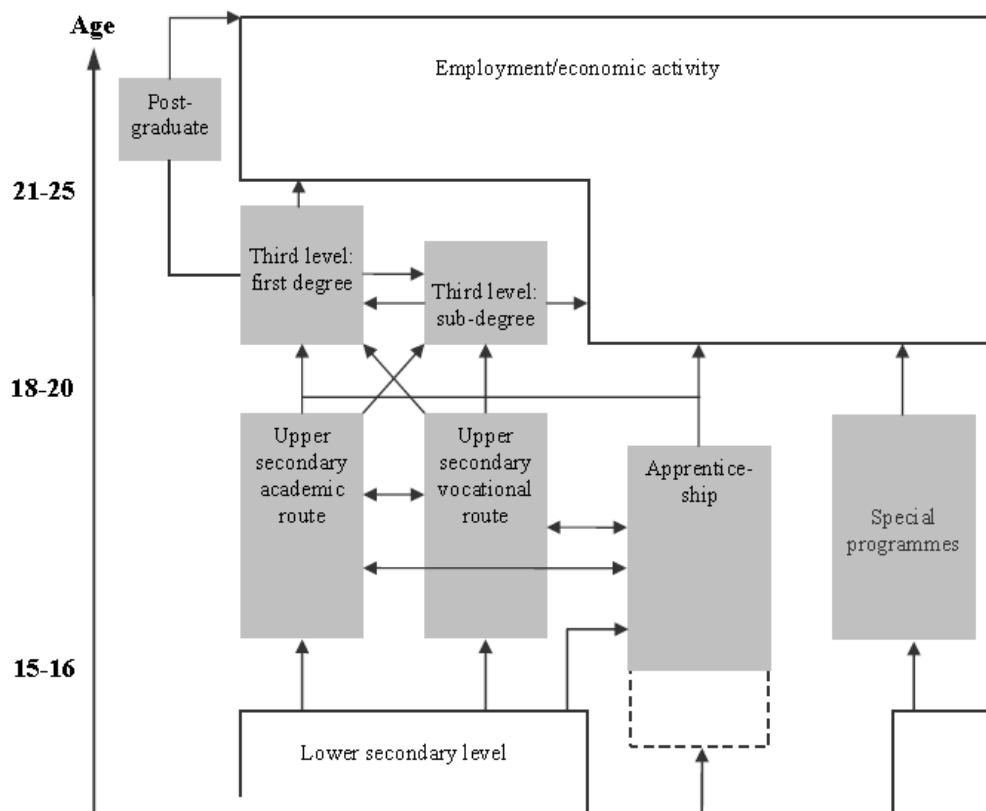 Age
Employment/economic activity
Post-
graduate
21-25
Third level:
first degree
Third level:
sub-degree
18-20
Upper
secondary
academic
route
Upper
secondary
vocational
route
Apprentice-
ship
Special
programmes
15-16
Lower secondary level